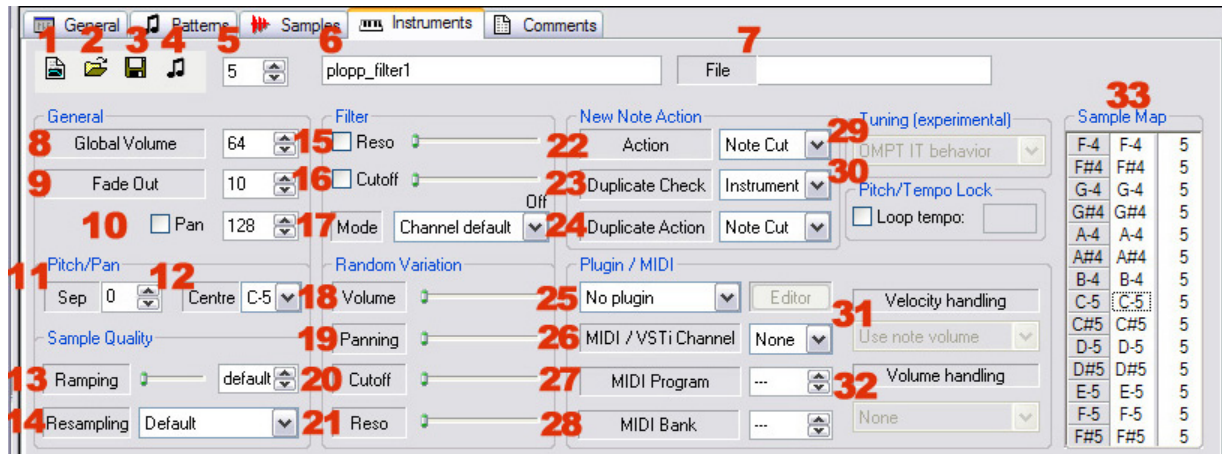 General Patterns Samples Instruments Comments
1 2 3 4 5 6 7
5 plopp_filter1 File
33
General Filter New Note Action Tuning (experimental) Sample Map
8 Global Volume 64 15 Reso 22 Action Note Cut 29 OMPT IT behavior F-4 F-4 5
F#4 F#4 5
9 Fade Out 10 16 Cutoff Off 23 Duplicate Check Instrument 30 Pitch/Tempo Lock G-4 G-4 5
10 Pan 128 17 Mode Channel default 24 Duplicate Action Note Cut Loop tempo: G#4 G#4 5
A-4 A-4 5
A#4 A#4 5
11 Pitch/Pan 12 Random Variation Plugin / MIDI B-4 B-4 5
Sep 0 Centre C-5 18 Volume 25 No plugin Editor 31 Velocity handling C-5 C-5 5
C#5 C#5 5
Sample Quality 19 Panning 26 MIDI / VSTi Channel None Use note volume D-5 D-5 5
13 Ramping default 20 Cutoff 27 MIDI Program --- 32 Volume handling D#5 D#5 5
E-5 E-5 5
14 Resampling Default 21 Reso 28 MIDI Bank --- None F-5 F-5 5
F#5 F#5 5